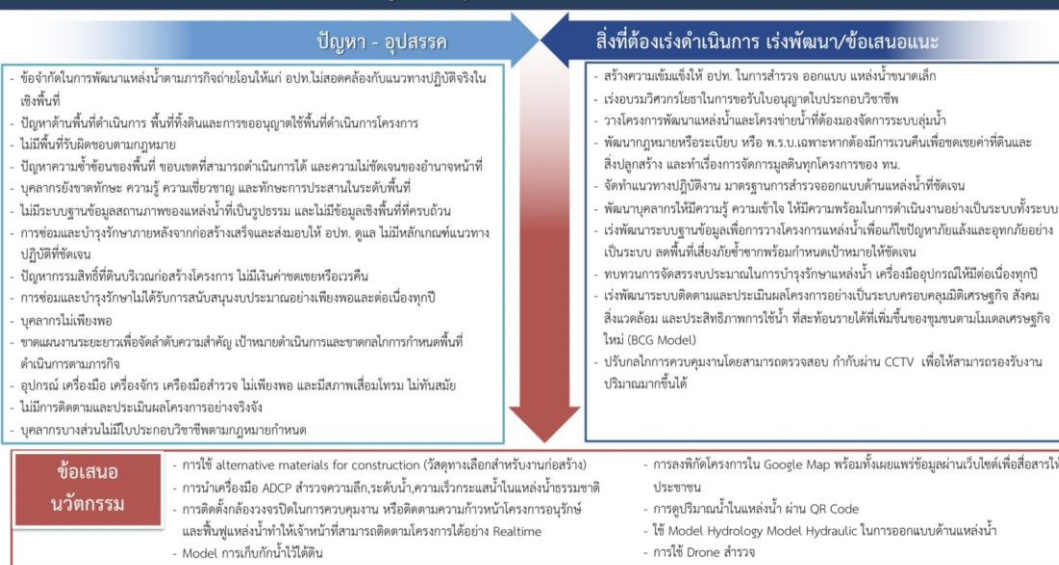 ปัญหา - อุปสรรค
- ข้อจำกัดในการพัฒนาแหล่งน้ำตามภารกิจถ่ายโอนให้แก่ อปท.ไม่สอดคล้องกับแนวทางปฏิบัติจริงใน
เชิงพื้นที่
- ปัญหาด้านพื้นที่ดำเนินการ พื้นที่ทิ้งดินและการขออนุญาตใช้พื้นที่ดำเนินการโครงการ
- ไม่มีพื้นที่รับผิดชอบตามกฎหมาย
- ปัญหาความซ้ำซ้อนของพื้นที่ ขอบเขตที่สามารถดำเนินการได้ และความไม่ชัดเจนของอำนาจหน้าที่
- บุคลากรยังขาดทักษะ ความรู้ ความเชี่ยวชาญ และทักษะการประสานในระดับพื้นที่
- ไม่มีระบบฐานข้อมูลสถานภาพของแหล่งน้ำที่เป็นรูปธรรม และไม่มีข้อมูลเชิงพื้นที่ที่ครบถ้วน
- การซ่อมและบำรุงรักษาภายหลังจากก่อสร้างเสร็จและส่งมอบให้ อปท. ดูแล ไม่มีหลักเกณฑ์แนวทาง
ปฏิบัติที่ชัดเจน
- ปัญหากรรมสิทธิ์ที่ดินบริเวณก่อสร้างโครงการ ไม่มีเงินค่าชดเชยหรือเวรคืน
- การซ่อมและบำรุงรักษาไม่ได้รับการสนับสนุนงบประมาณอย่างเพียงพอและต่อเนื่องทุกปี
- บุคลากรไม่เพียงพอ
- ขาดแผนงานระยะยาวเพื่อจัดลำดับความสำคัญ เป้าหมายดำเนินการและขาดกลไกการกำหนดพื้นที่
ดำเนินการตามภารกิจ
- อุปกรณ์ เครื่องมือ เครื่องจักร เครื่องมือสำรวจ ไม่เพียงพอ และมีสภาพเสื่อมโทรม ไม่ทันสมัย
- ไม่มีการติดตามและประเมินผลโครงการอย่างจริงจัง
- บุคลากรบางส่วนไม่มีใบประกอบวิชาชีพตามกฎหมายกำหนด
สิ่งที่ต้องเร่งดำเนินการ เร่งพัฒนา/ข้อเสนอแนะ
- สร้างความเข้มแข็งให้ อปท. ในการสำรวจ ออกแบบ แหล่งน้ำขนาดเล็ก
- เร่งอบรมวิศวกรโยธาในการขอรับใบอนุญาตใบประกอบวิชาชีพ
- วางโครงการพัฒนาแหล่งน้ำและโครงข่ายน้ำที่ต้องมองจัดการระบบลุ่มน้ำ
- พัฒนากฎหมายหรือระเบียบ หรือ พ.ร.บ.เฉพาะหากต้องมีการเวนคืนเพื่อชดเชยค่าที่ดินและ
สิ่งปลูกสร้าง และทำเรื่องการจัดการมูลดินทุกโครงการของ ทน.
- จัดทำแนวทางปฏิบัติงาน มาตรฐานการสำรวจออกแบบด้านแหล่งน้ำที่ชัดเจน
- พัฒนาบุคลากรให้มีความรู้ ความเข้าใจ ให้มีความพร้อมในการดำเนินงานอย่างเป็นระบบทั้งระบบ
- เร่งพัฒนาระบบฐานข้อมูลเพื่อการวางโครงการแหล่งน้ำเพื่อแก้ไขปัญหาภัยแล้งและอุทกภัยอย่าง
เป็นระบบ ลดพื้นที่เสี่ยงภัยซ้ำซากพร้อมกำหนดเป้าหมายให้ชัดเจน
- ทบทวนการจัดสรรงบประมาณในการบำรุงรักษาแหล่งน้ำ เครื่องมืออุปกรณ์ให้มีต่อเนื่องทุกปี
- เร่งพัฒนาระบบติดตามและประเมินผลโครงการอย่างเป็นระบบครอบคลุมมิติเศรษฐกิจ สังคม
สิ่งแวดล้อม และประสิทธิภาพการใช้น้ำ ที่สะท้อนรายได้ที่เพิ่มขึ้นของชุมชนตามโมเดลเศรษฐกิจ
ใหม่ (BCG Model)
- ปรับกลไกการควบคุมงานโดยสามารถตรวจสอบ กำกับผ่าน CCTV เพื่อให้สามารถรองรับงาน
ปริมาณมากขึ้นได้
ข้อเสนอ
นวัตกรรม
- การใช้ alternative materials for construction (วัสดุทางเลือกสำหรับงานก่อสร้าง)
- การนำเครื่องมือ ADCP สำรวจความลึก,ระดับน้ำ,ความเร็วกระแสน้ำในแหล่งน้ำธรรมชาติ
- การติดตั้งกล้องวงจรปิดในการควบคุมงาน หรือติดตามความก้าวหน้าโครงการอนุรักษ์
และฟื้นฟูแหล่งน้ำทำให้เจ้าหน้าที่สามารถติดตามโครงการได้อย่าง Realtime
- Model การเก็บกักน้ำไว้ใต้ดิน
- การลงพิกัดโครงการใน Google Map พร้อมทั้งเผยแพร่ข้อมูลผ่านเว็บไซต์เพื่อสื่อสารให้
ประชาชน
- การดูปริมาณน้ำในแหล่งน้ำ ผ่าน QR Code
- ใช้ Model Hydrology Model Hydraulic ในการออกแบบด้านแหล่งน้ำ
- การใช้ Drone สำรวจ